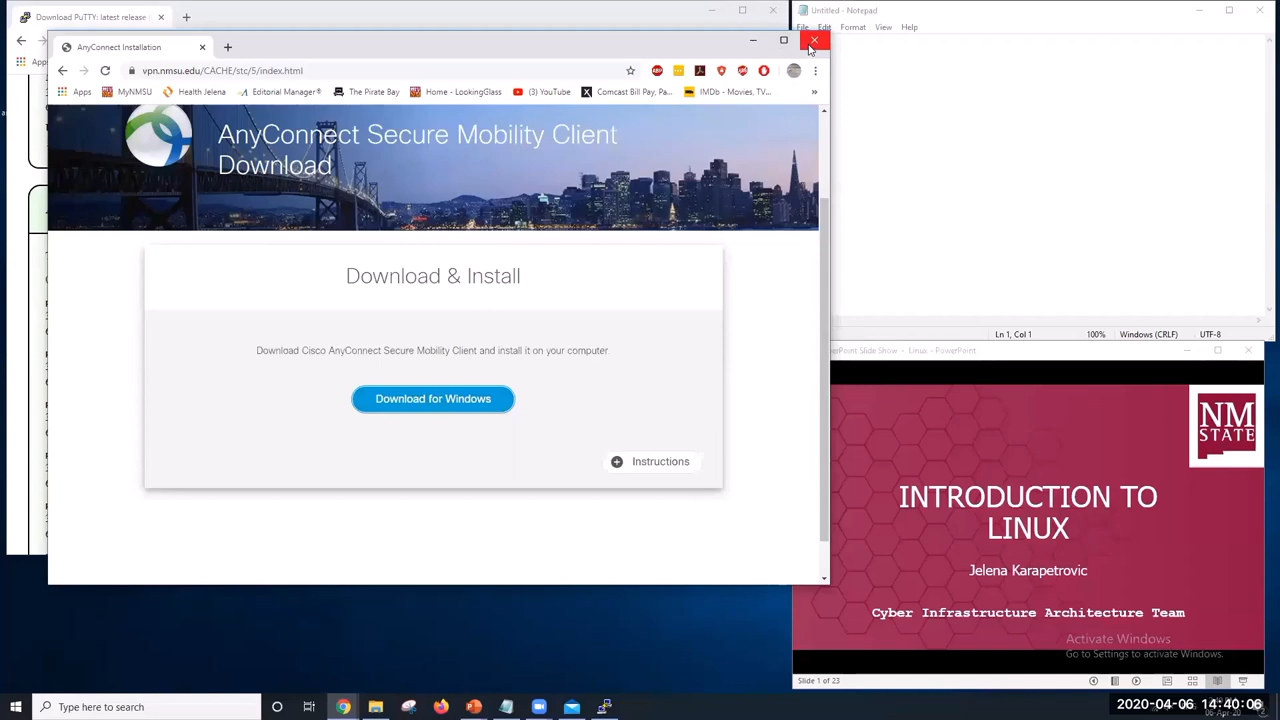 Download PuTTY: latest release
Untitled - Notepad
File Edit Format View Help
AnyConnect Installation
vpn.nmsu.edu/CACHE/stc/5/index.html
Apps MyNMSU Health Jelena Editorial Manager® The Pirate Bay Home - LookingGlass (3) YouTube Comcast Bill Pay, Pa... IMDb - Movies, TV... »
AnyConnect Secure Mobility Client
Download
Download & Install
Download Cisco AnyConnect Secure Mobility Client and install it on your computer
Download for Windows
Instructions
Ln 1, Col 1 100% Windows (CRLF) UTF-8
PowerPoint Slide Show - Linux - PowerPoint
NM
STATE
INTRODUCTION TO
LINUX
Jelena Karapetrovic
Cyber Infrastructure Architecture Team
Activate Windows
Go to Settings to activate Windows.
Slide 1 of 23
Type here to search
2020-04-06 14:40:06
06-Apr-20